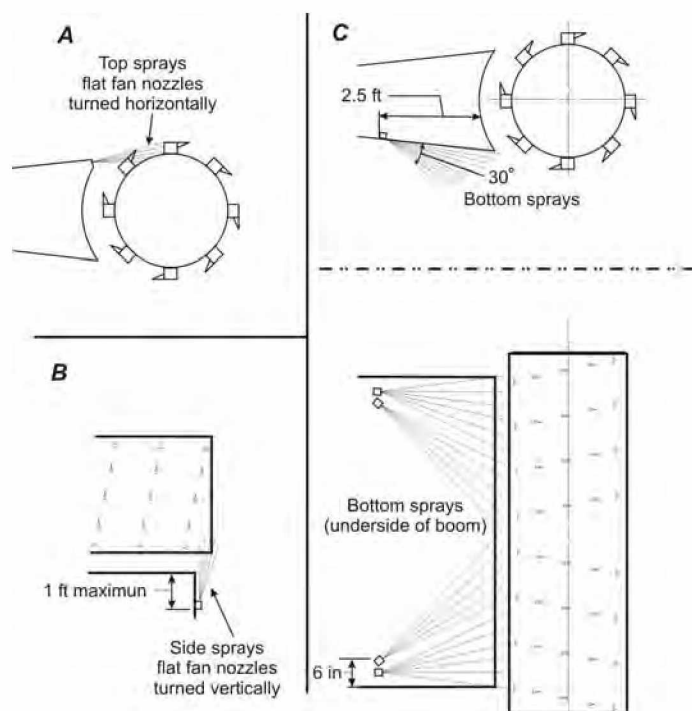 A
Top sprays
flat fan nozzles
turned horizontally
B
1 ft maximun
Side sprays
flat fan nozzles
turned vertically
C
2.5 ft
30°
Bottom sprays
Bottom sprays
(underside of boom)
6 in